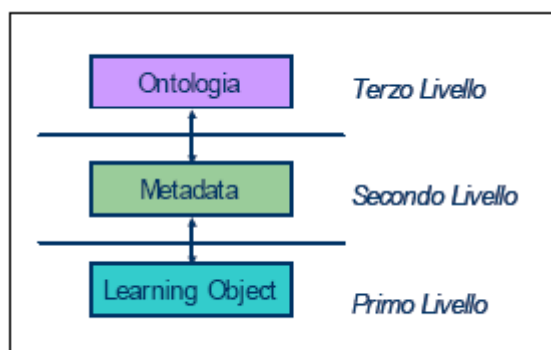 Ontologia
Terzo Livello
Metadata
Secondo Livello
Learning Object
Primo Livello